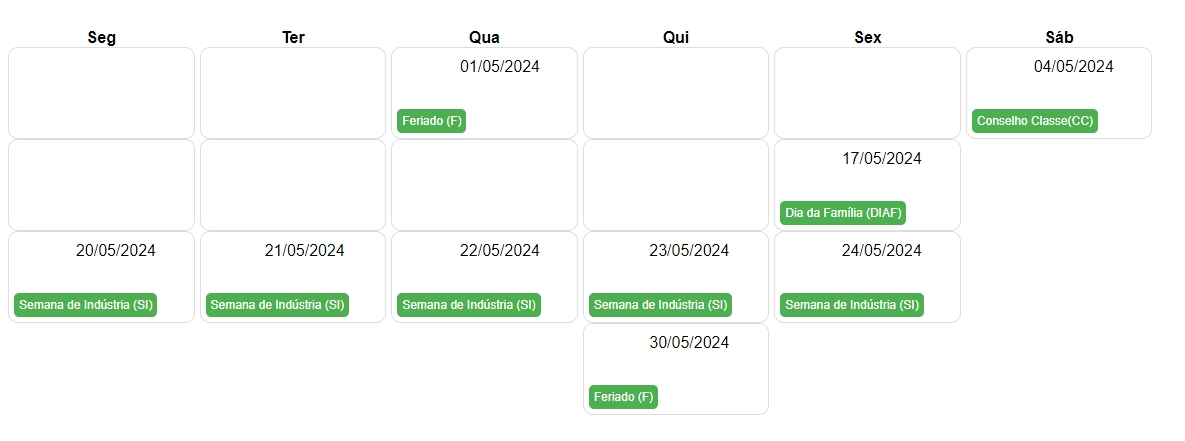 Seg Ter Qua Qui Sex Sáb
01/05/2024 04/05/2024
Feriado (F) Conselho Classe(CC)
17/05/2024
Dia da Família (DIAF)
20/05/2024 21/05/2024 22/05/2024 23/05/2024 24/05/2024
Semana de Indústria (SI) Semana de Indústria (SI) Semana de Indústria (SI) Semana de Indústria (SI) Semana de Indústria (SI)
30/05/2024
Feriado (F)